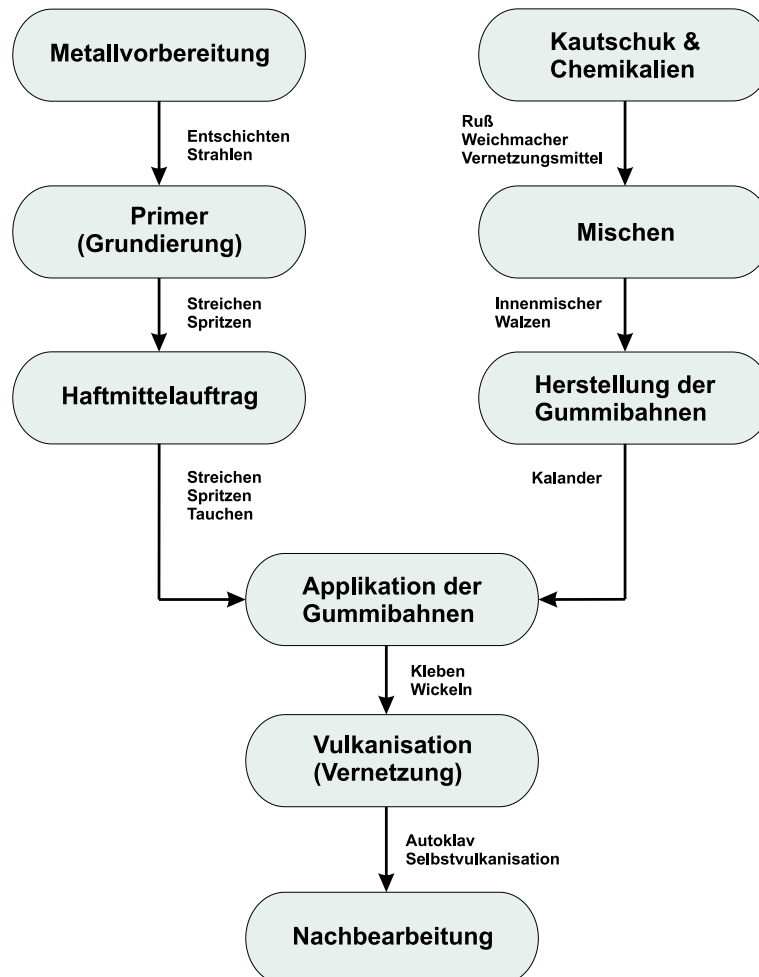 Metallvorbereitung
Entschichten
Strahlen
Primer
(Grundierung)
Streichen
Spritzen
Haftmittelauftrag
Streichen
Spritzen
Tauchen
Kautschuk &
Chemikalien
Ruß
Weichmacher
Vernetzungsmittel
Mischen
Innenmischer
Walzen
Herstellung der
Gummibahnen
Kalander
Applikation der
Gummibahnen
Kleben
Wickeln
Vulkanisation
(Vernetzung)
Autoklav
Selbstvulkanisation
Nachbearbeitung